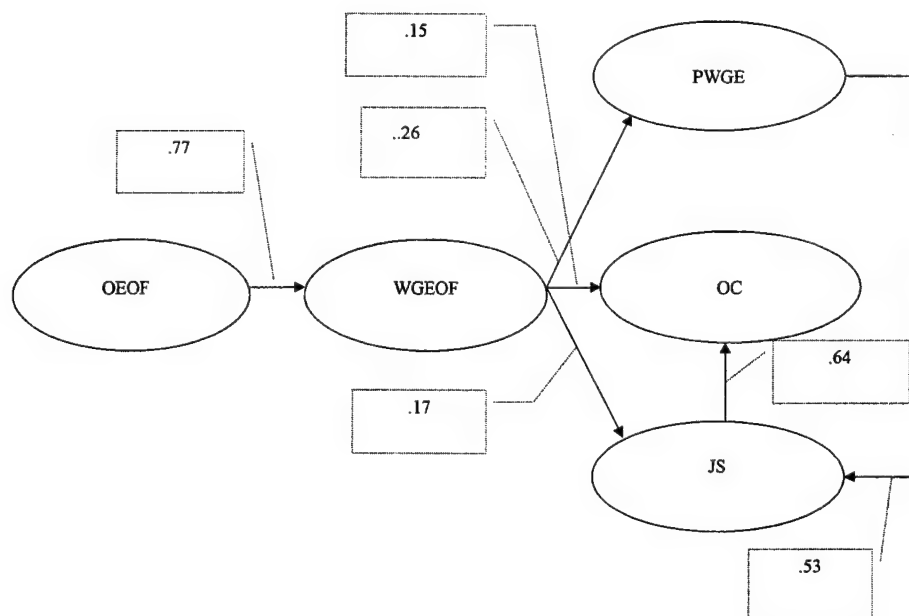 .15
PWGE
..26
.77
OEOF
WGEOF
OC
.64
.17
JS
.53